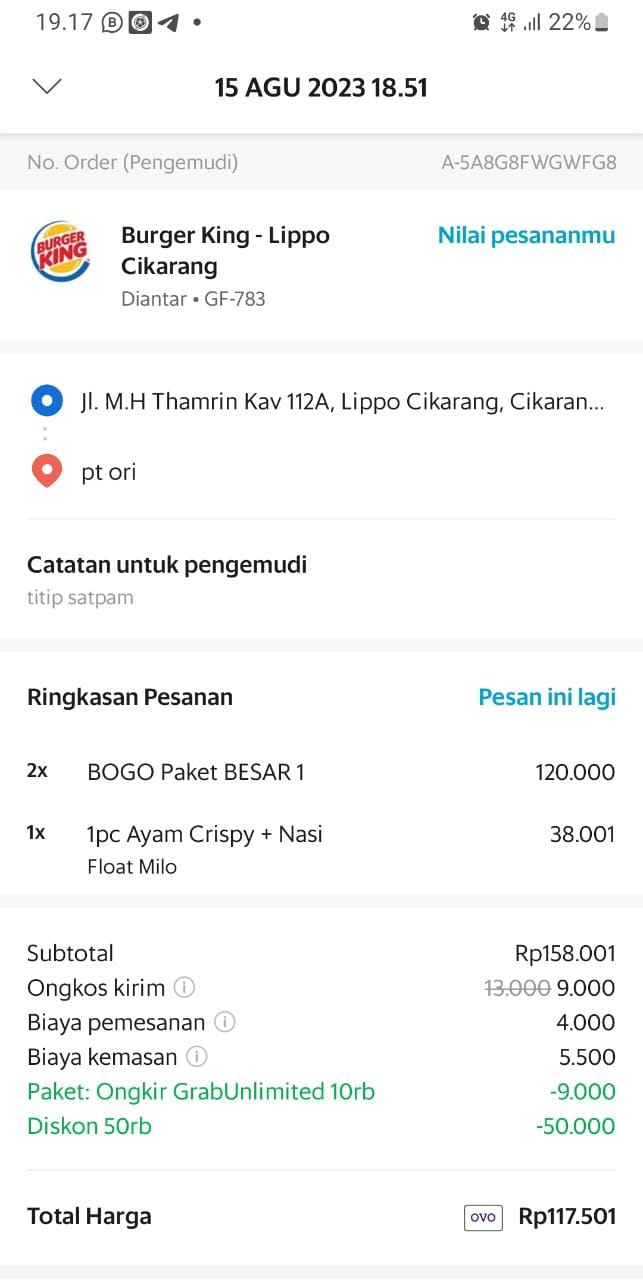 19.17 B
4G 22%
15 AGU 2023 18.51
No. Order (Pengemudi) A-5A8G8FWGWFG8
BURGER KING
Burger King - Lippo Cikarang
Nilai pesananmu
Diantar • GF-783
Jl. M.H Thamrin Kav 112A, Lippo Cikarang, Cikaran...
pt ori
Catatan untuk pengemudi
titip satpam
Ringkasan Pesanan Pesan ini lagi
2x BOGO Paket BESAR 1 120.000
1x 1pc Ayam Crispy + Nasi 38.001
Float Milo
Subtotal Rp158.001
Ongkos kirim 13.000 9.000
Biaya pemesanan 4.000
Biaya kemasan 5.500
Paket: Ongkir GrabUnlimited 10rb -9.000
Diskon 50rb -50.000
Total Harga OVO Rp117.501